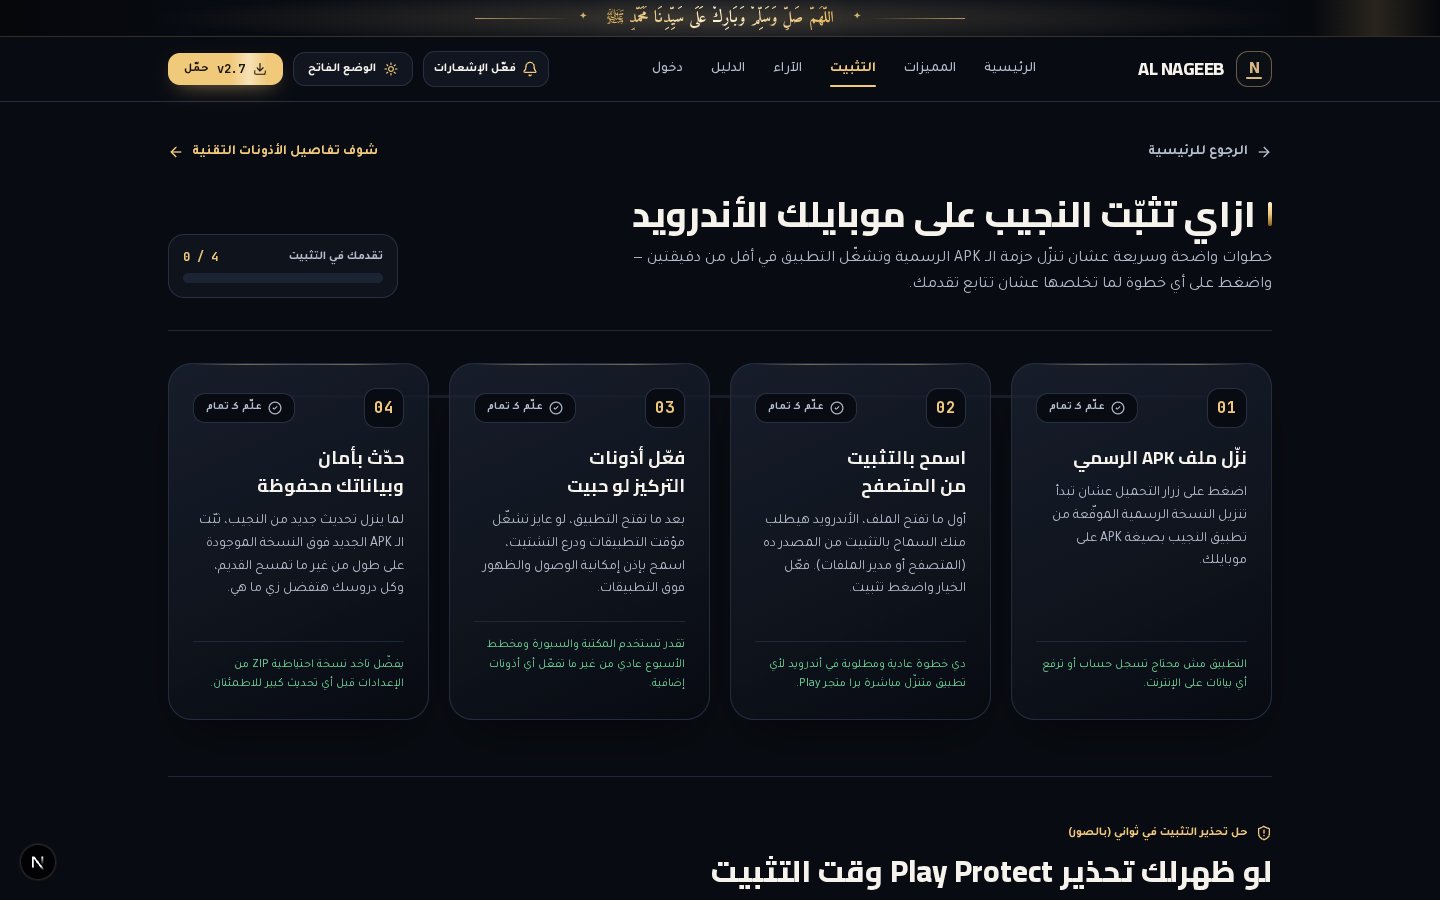 اللَّهُمَّ صَلِّ وَسَلِّمْ وَبَارِكْ عَلَى سَيِّدِنَا مُحَمَّدٍ ﷺ
N
AL NAGEEB
الرئيسية
المميزات
التثبيت
الآراء
الدليل
دخول
فعّل الإشعارات
الوضع الفاتح
حمّل v2.7
الرجوع للرئيسية
شوف تفاصيل الأذونات التقنية
ازاي تثبّت النجيب على موبايلك الأندرويد
خطوات واضحة وسريعة عشان تنزّل حزمة الـ APK الرسمية وتشغّل التطبيق في أقل من دقيقتين –
واضغط على أي خطوة لما تخلصها عشان تتابع تقدمك.
تقدمك في التثبيت
0 / 4
01
علّم كـ تمام
نزّل ملف APK الرسمي
اضغط على زرار التحميل عشان تبدأ
تنزيل النسخة الرسمية الموقّعة من
تطبيق النجيب بصيغة APK على
موبايلك.
التطبيق مش محتاج تسجل حساب أو ترفع
أي بيانات على الإنترنت.
02
علّم كـ تمام
اسمح بالتثبيت
من المتصفح
أول ما تفتح الملف، الأندرويد هيطلب
منك السماح بالتثبيت من المصدر ده
(المتصفح أو مدير الملفات). فعّل
الخيار واضغط تثبيت.
دي خطوة عادية ومطلوبة في أندرويد لأي
تطبيق متنزّل مباشرة برا متجر Play.
03
علّم كـ تمام
فعّل أذونات
التركيز لو حبيت
بعد ما تفتح التطبيق، لو عايز تشغّل
مؤقت التطبيقات ودرع التشتيت،
اسمح بإذن إمكانية الوصول والظهور
فوق التطبيقات.
تقدر تستخدم المكتبة والسبورة ومخطط
الأسبوع عادي من غير ما تفعّل أي أذونات
إضافية.
04
علّم كـ تمام
حدّث بأمان
وبياناتك محفوظة
لما ينزل تحديث جديد من النجيب، ثبّت
الـ APK الجديد فوق النسخة الموجودة
على طول من غير ما تمسح القديم،
وكل دروسك هتفضل زي ما هي.
يفضّل تاخد نسخة احتياطية ZIP من
الإعدادات قبل أي تحديث كبير للاطمئنان.
حل تحذير التثبيت في ثواني (بالصور)
لو ظهرلك تحذير Play Protect وقت التثبيت
N